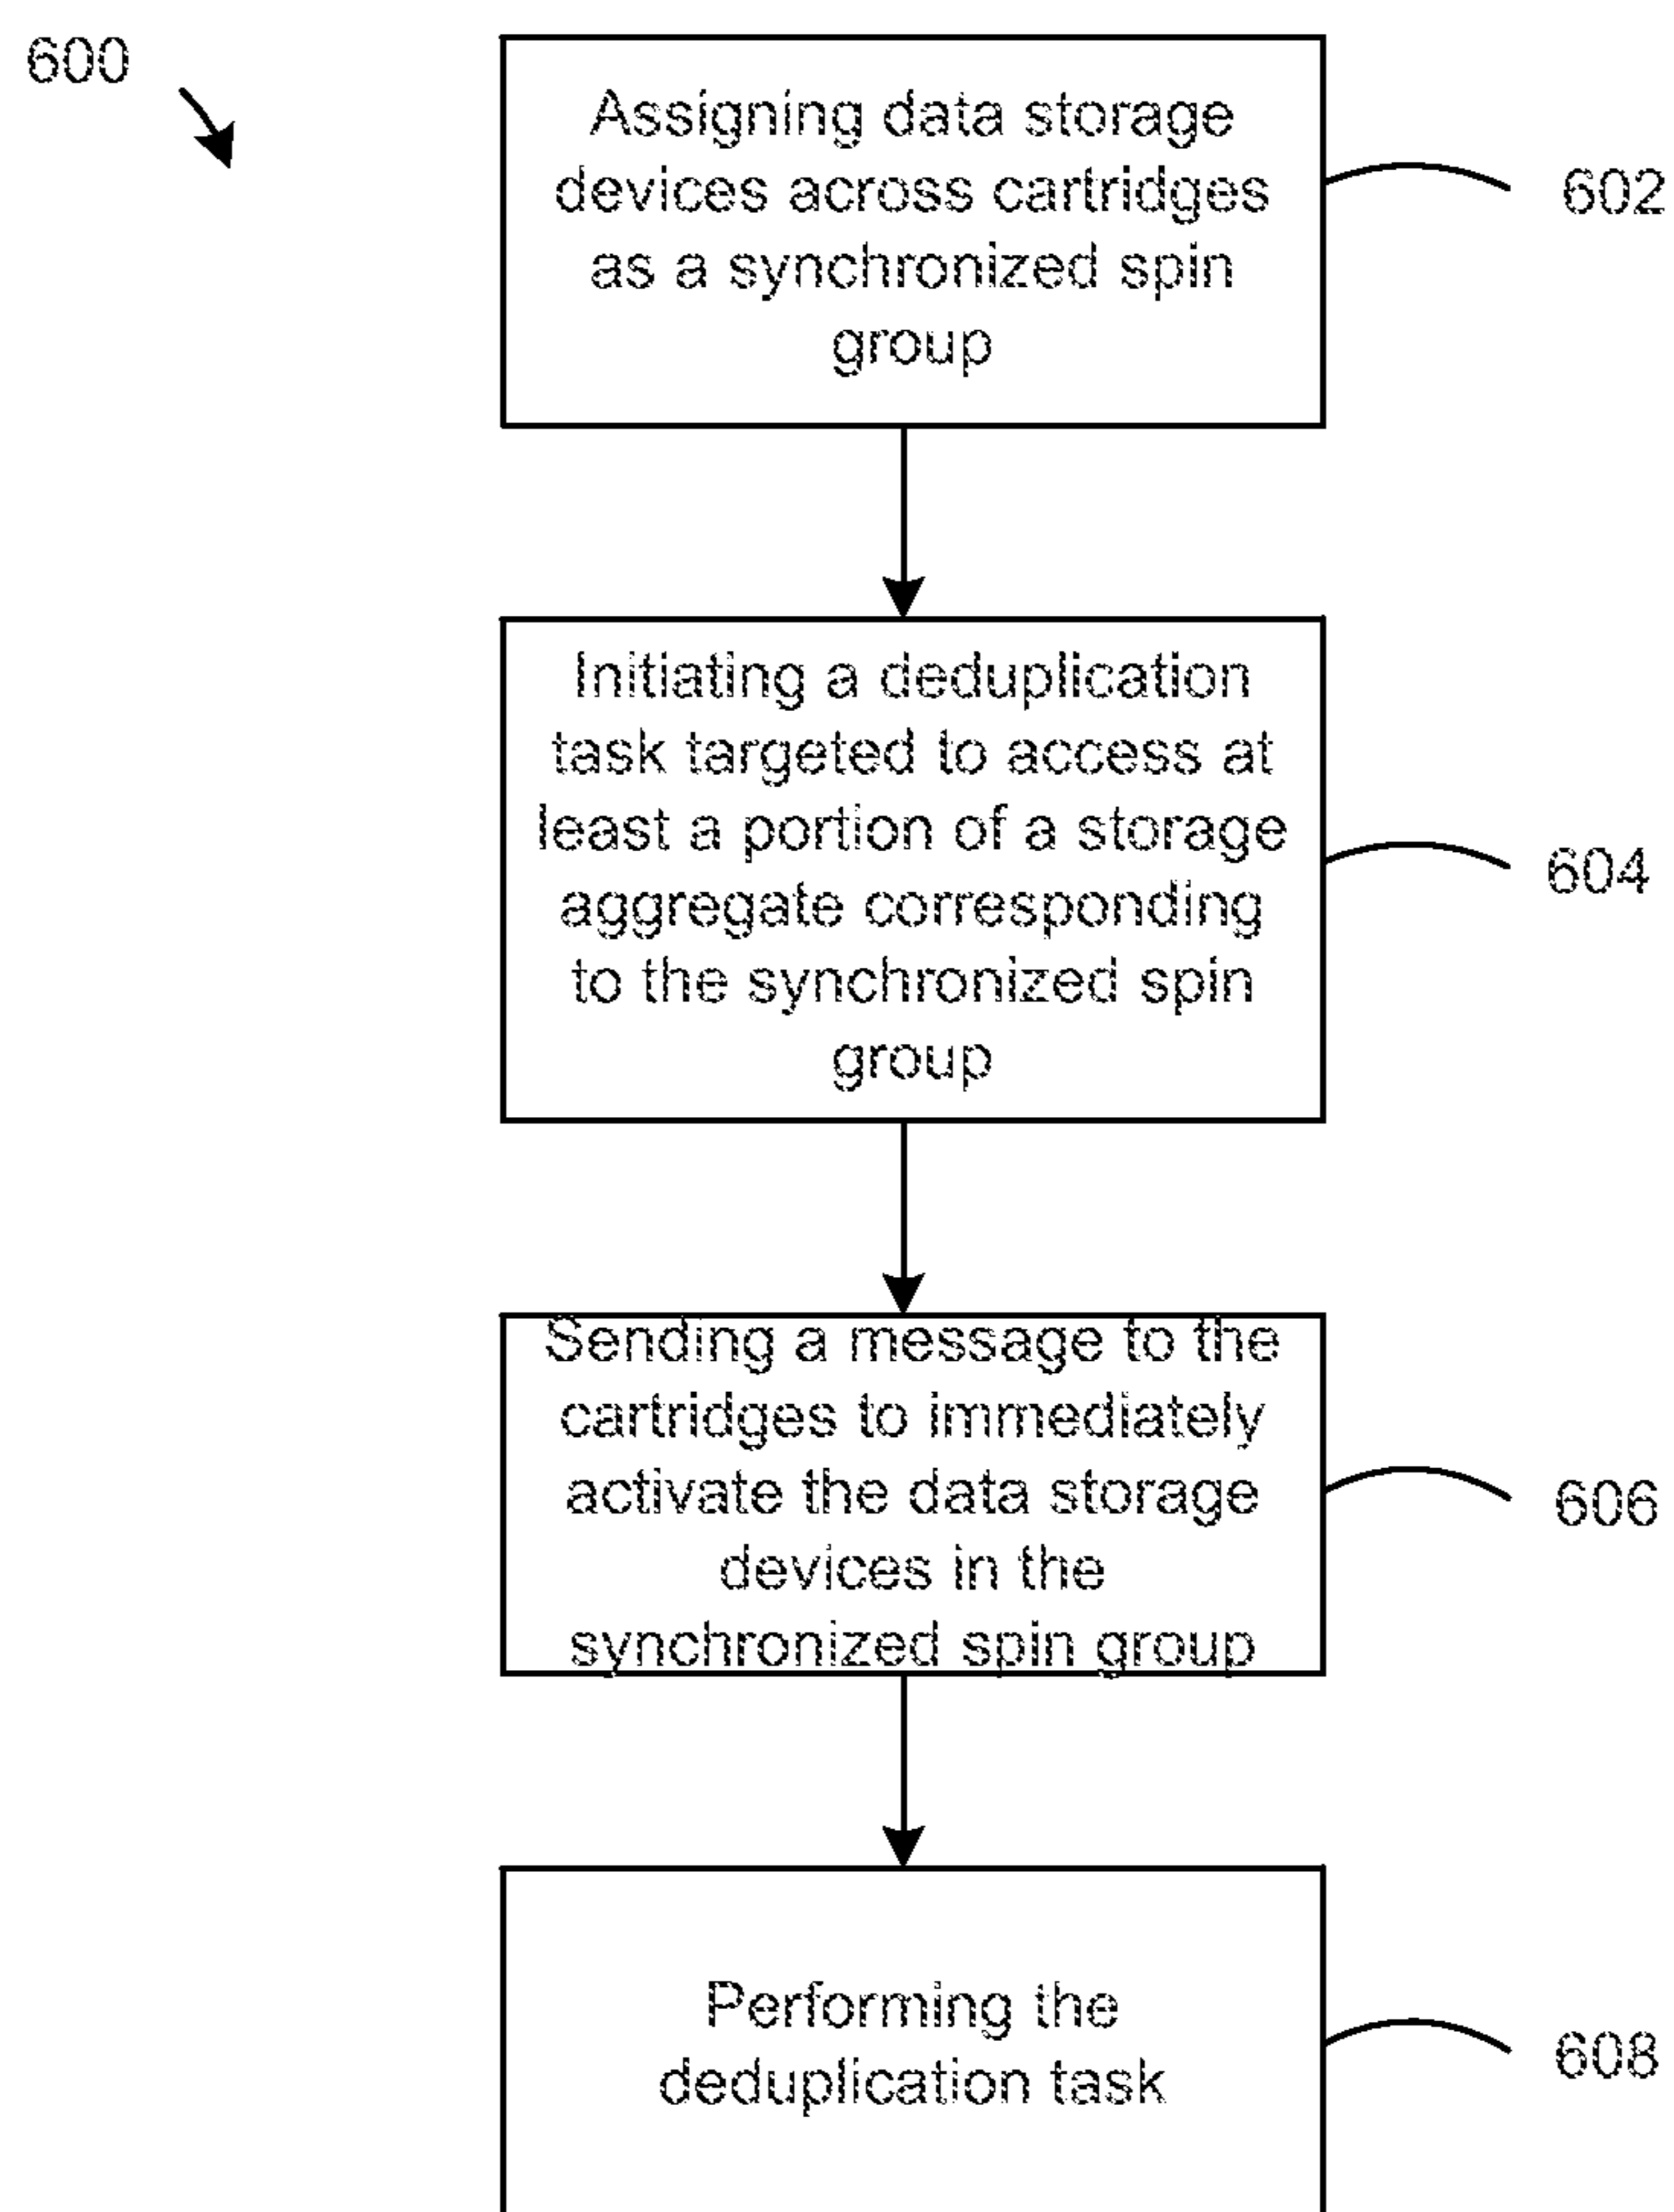 600
Assigning data storage
devices across cartridges
as a synchronized spin
group
602
Initiating a deduplication
task targeted to access at
least a portion of a storage
aggregate corresponding
to the synchronized spin
group
604
Sending a message to the
cartridges to immediately
activate the data storage
devices in the
synchronized spin group
606
Performing the
deduplication task
608